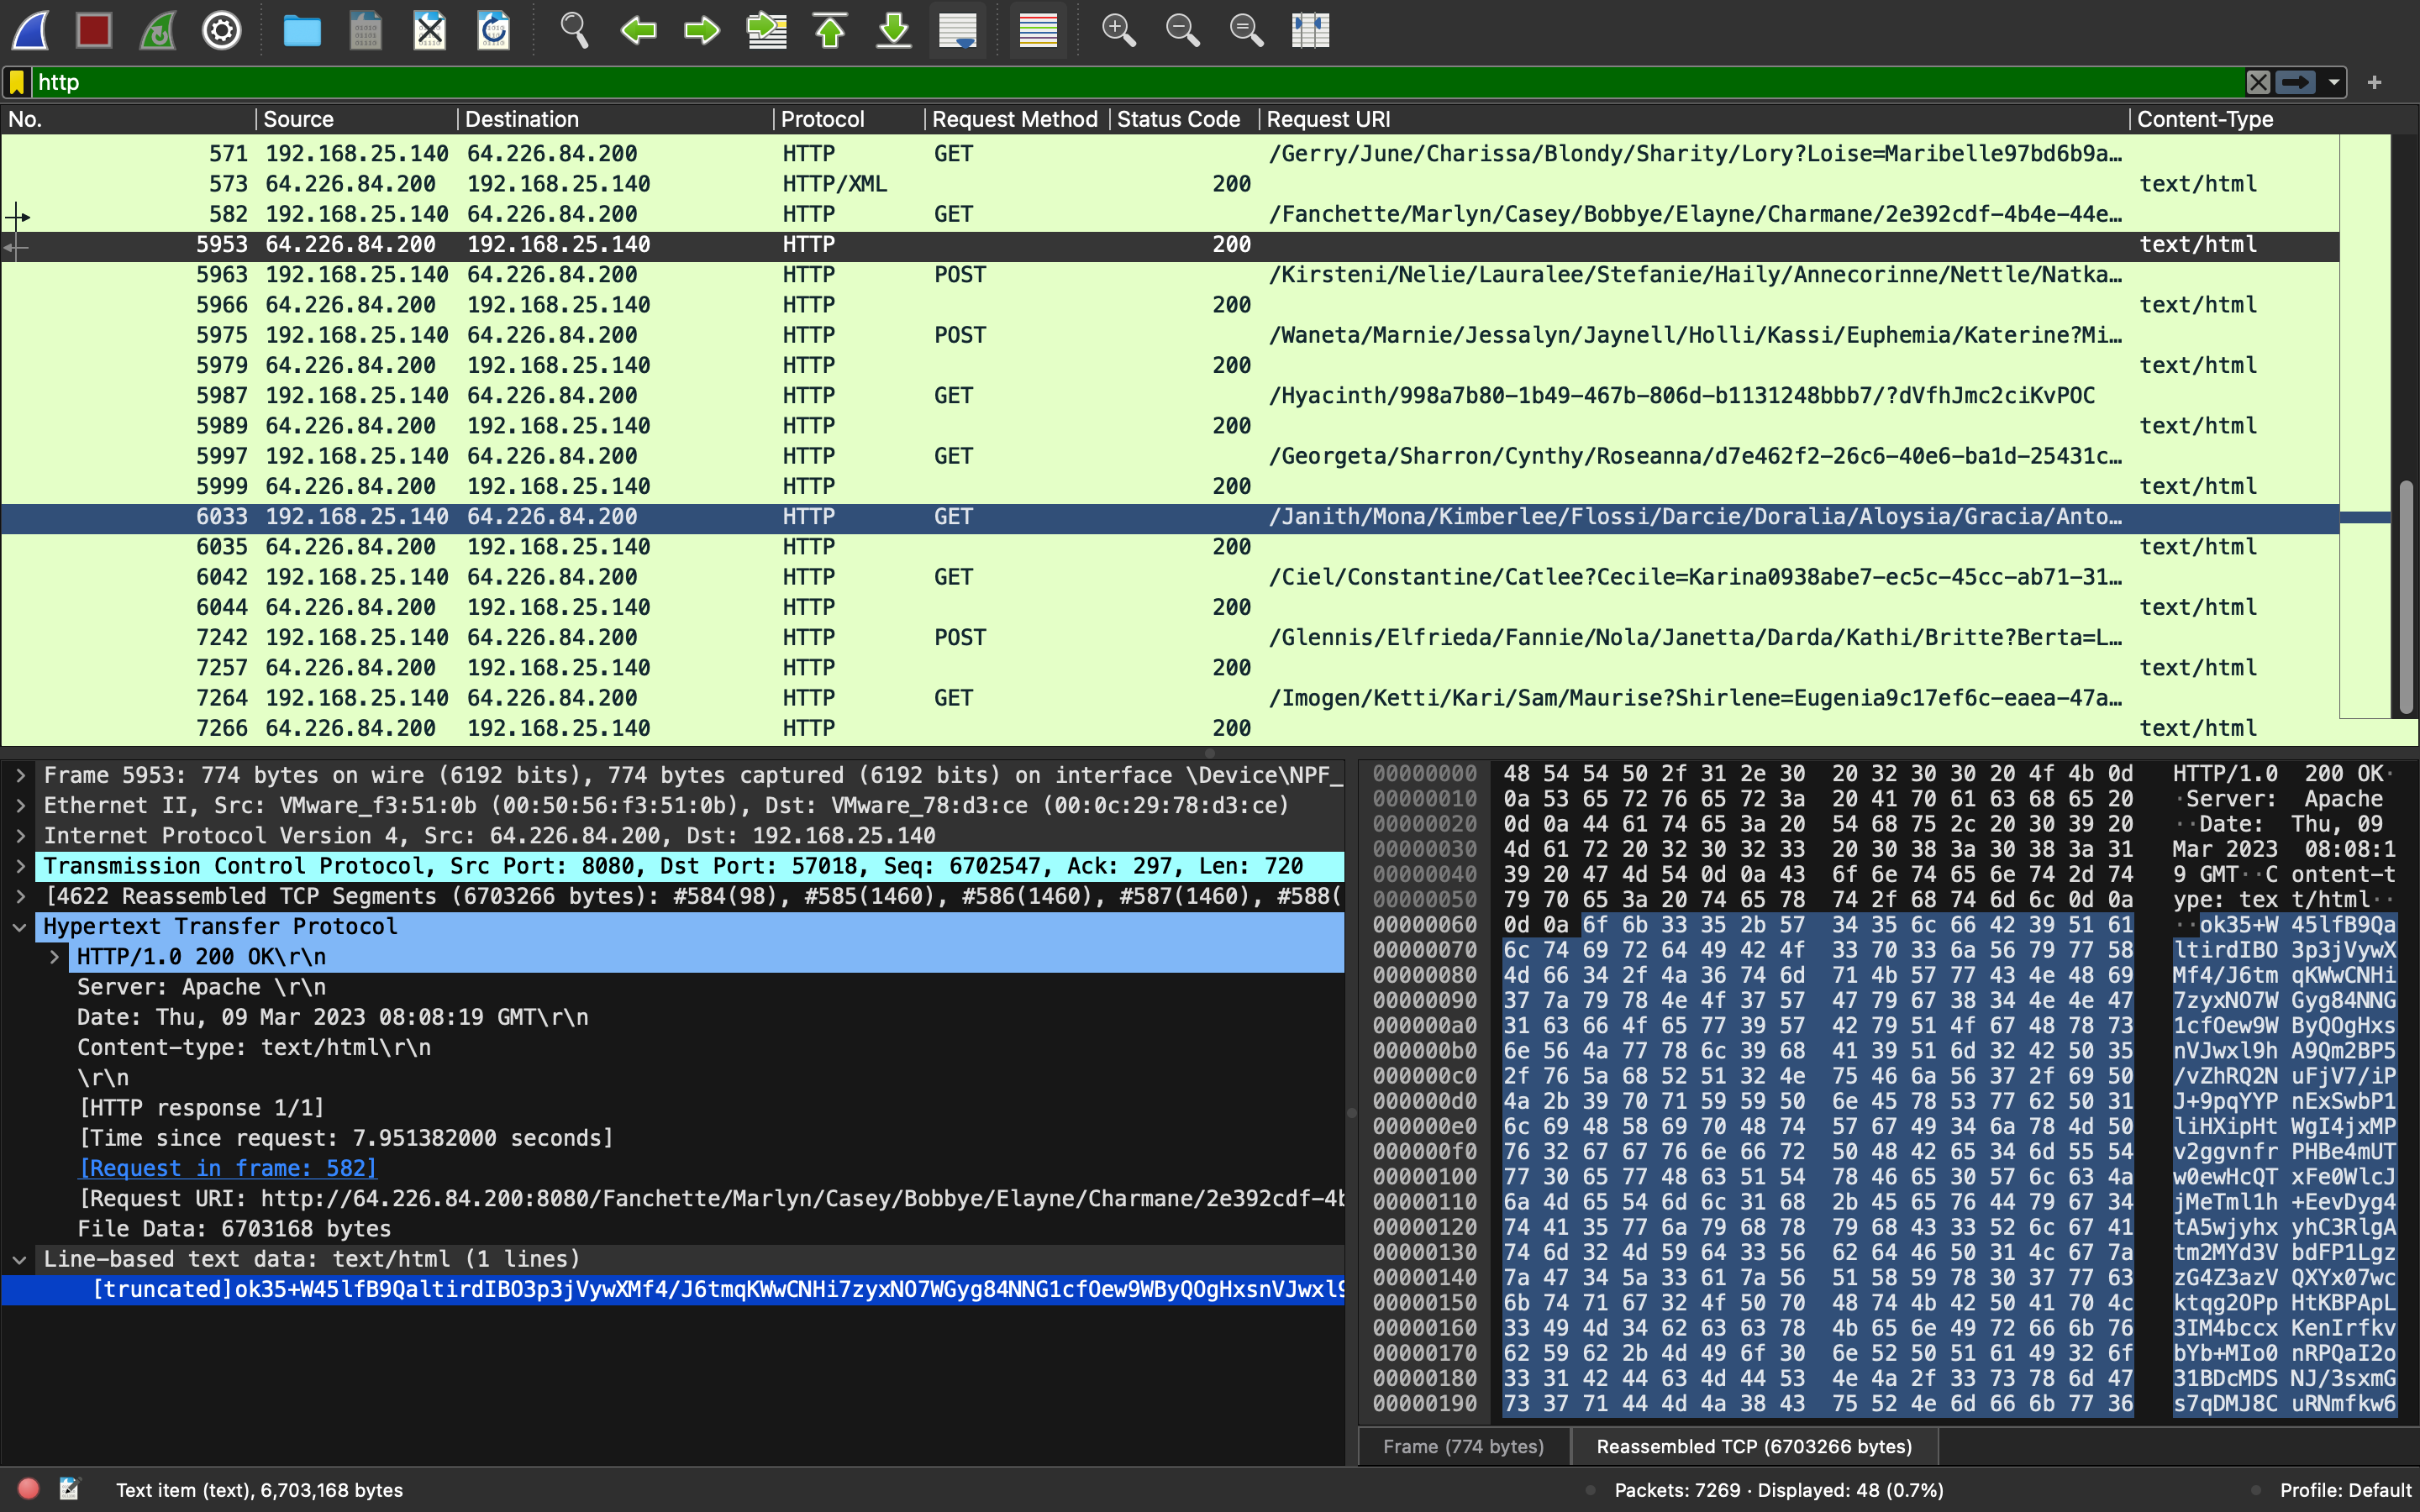 http
No. Source Destination Protocol Request Method Status Code Request URI Content-Type
571 192.168.25.140 64.226.84.200 HTTP GET /Gerry/June/Charissa/Blondy/Sharity/Lory?Loise=Maribelle97bd6b9a…
573 64.226.84.200 192.168.25.140 HTTP/XML 200 text/html
582 192.168.25.140 64.226.84.200 HTTP GET /Fanchette/Marlyn/Casey/Bobbye/Elayne/Charmane/2e392cdf-4b4e-44e…
5953 64.226.84.200 192.168.25.140 HTTP 200 text/html
5963 192.168.25.140 64.226.84.200 HTTP POST /Kirsteni/Nelie/Lauralee/Stefanie/Haily/Annecorinne/Nettle/Natka…
5966 64.226.84.200 192.168.25.140 HTTP 200 text/html
5975 192.168.25.140 64.226.84.200 HTTP POST /Waneta/Marnie/Jessalyn/Jaynell/Holli/Kassi/Euphemia/Katerine?Mi…
5979 64.226.84.200 192.168.25.140 HTTP 200 text/html
5987 192.168.25.140 64.226.84.200 HTTP GET /Hyacinth/998a7b80-1b49-467b-806d-b1131248bbb7/?dVfhJmc2ciKvPOC
5989 64.226.84.200 192.168.25.140 HTTP 200 text/html
5997 192.168.25.140 64.226.84.200 HTTP GET /Georgeta/Sharron/Cynthy/Roseanna/d7e462f2-26c6-40e6-ba1d-25431c…
5999 64.226.84.200 192.168.25.140 HTTP 200 text/html
6033 192.168.25.140 64.226.84.200 HTTP GET /Janith/Mona/Kimberlee/Flossi/Darcie/Doralia/Aloysia/Gracia/Anto…
6035 64.226.84.200 192.168.25.140 HTTP 200 text/html
6042 192.168.25.140 64.226.84.200 HTTP GET /Ciel/Constantine/Catlee?Cecile=Karina0938abe7-ec5c-45cc-ab71-31…
6044 64.226.84.200 192.168.25.140 HTTP 200 text/html
7242 192.168.25.140 64.226.84.200 HTTP POST /Glennis/Elfrieda/Fannie/Nola/Janetta/Darda/Kathi/Britte?Berta=L…
7257 64.226.84.200 192.168.25.140 HTTP 200 text/html
7264 192.168.25.140 64.226.84.200 HTTP GET /Imogen/Ketti/Kari/Sam/Maurise?Shirlene=Eugenia9c17ef6c-eaea-47a…
7266 64.226.84.200 192.168.25.140 HTTP 200 text/html
Frame 5953: 774 bytes on wire (6192 bits), 774 bytes captured (6192 bits) on interface \Device\NPF_
Ethernet II, Src: VMware_f3:51:0b (00:50:56:f3:51:0b), Dst: VMware_78:d3:ce (00:0c:29:78:d3:ce)
Internet Protocol Version 4, Src: 64.226.84.200, Dst: 192.168.25.140
Transmission Control Protocol, Src Port: 8080, Dst Port: 57018, Seq: 6702547, Ack: 297, Len: 720
[4622 Reassembled TCP Segments (6703266 bytes): #584(98), #585(1460), #586(1460), #587(1460), #588(
Hypertext Transfer Protocol
HTTP/1.0 200 OK\r\n
Server: Apache \r\n
Date: Thu, 09 Mar 2023 08:08:19 GMT\r\n
Content-type: text/html\r\n
\r\n
[HTTP response 1/1]
[Time since request: 7.951382000 seconds]
[Request in frame: 582]
[Request URI: http://64.226.84.200:8080/Fanchette/Marlyn/Casey/Bobbye/Elayne/Charmane/2e392cdf-4b
File Data: 6703168 bytes
Line-based text data: text/html (1 lines)
[truncated]ok35+W45lfB9QaltirdIBO3p3jVywXMf4/J6tmqKWwCNHi7zyxNO7WGyg84NNG1cfOew9WByQOgHxsnVJwxl9
00000000 48 54 54 50 2f 31 2e 30 20 32 30 30 20 4f 4b 0d HTTP/1.0 200 OK·
00000010 0a 53 65 72 76 65 72 3a 20 41 70 61 63 68 65 20 ·Server: Apache
00000020 0d 0a 44 61 74 65 3a 20 54 68 75 2c 20 30 39 20 ··Date: Thu, 09
00000030 4d 61 72 20 32 30 32 33 20 30 38 3a 30 38 3a 31 Mar 2023 08:08:1
00000040 39 20 47 4d 54 0d 0a 43 6f 6e 74 65 6e 74 2d 74 9 GMT··C ontent-t
00000050 79 70 65 3a 20 74 65 78 74 2f 68 74 6d 6c 0d 0a ype: tex t/html··
00000060 0d 0a 6f 6b 33 35 2b 57 34 35 6c 66 42 39 51 61 ··ok35+W 45lfB9Qa
00000070 6c 74 69 72 64 49 42 4f 33 70 33 6a 56 79 77 58 ltirdIBO 3p3jVywX
00000080 4d 66 34 2f 4a 36 74 6d 71 4b 57 77 43 4e 48 69 Mf4/J6tm qKWwCNHi
00000090 37 7a 79 78 4e 4f 37 57 47 79 67 38 34 4e 4e 47 7zyxNO7W Gyg84NNG
000000a0 31 63 66 4f 65 77 39 57 42 79 51 4f 67 48 78 73 1cfOew9W ByQOgHxs
000000b0 6e 56 4a 77 78 6c 39 68 41 39 51 6d 32 42 50 35 nVJwxl9h A9Qm2BP5
000000c0 2f 76 5a 68 52 51 32 4e 75 46 6a 56 37 2f 69 50 /vZhRQ2N uFjV7/iP
000000d0 4a 2b 39 70 71 59 59 50 6e 45 78 53 77 62 50 31 J+9pqYYP nExSwbP1
000000e0 6c 69 48 58 69 70 48 74 57 67 49 34 6a 78 4d 50 liHXipHt WgI4jxMP
000000f0 76 32 67 67 76 6e 66 72 50 48 42 65 34 6d 55 54 v2ggvnfr PHBe4mUT
00000100 77 30 65 77 48 63 51 54 78 46 65 30 57 6c 63 4a w0ewHcQT xFe0WlcJ
00000110 6a 4d 65 54 6d 6c 31 68 2b 45 65 76 44 79 67 34 jMeTml1h +EevDyg4
00000120 74 41 35 77 6a 79 68 78 79 68 43 33 52 6c 67 41 tA5wjyhx yhC3RlgA
00000130 74 6d 32 4d 59 64 33 56 62 64 46 50 31 4c 67 7a tm2MYd3V bdFP1Lgz
00000140 7a 47 34 5a 33 61 7a 56 51 58 59 78 30 37 77 63 zG4Z3azV QXYx07wc
00000150 6b 74 71 67 32 4f 50 70 48 74 4b 42 50 41 70 4c ktqg2OPp HtKBPApL
00000160 33 49 4d 34 62 63 63 78 4b 65 6e 49 72 66 6b 76 3IM4bccx KenIrfkv
00000170 62 59 62 2b 4d 49 6f 30 6e 52 50 51 61 49 32 6f bYb+MIo0 nRPQaI2o
00000180 33 31 42 44 63 4d 44 53 4e 4a 2f 33 73 78 6d 47 31BDcMDS NJ/3sxmG
00000190 73 37 71 44 4d 4a 38 43 75 52 4e 6d 66 6b 77 36 s7qDMJ8C uRNmfkw6
Frame (774 bytes) Reassembled TCP (6703266 bytes)
Text item (text), 6,703,168 bytes Packets: 7269 · Displayed: 48 (0.7%) Profile: Default